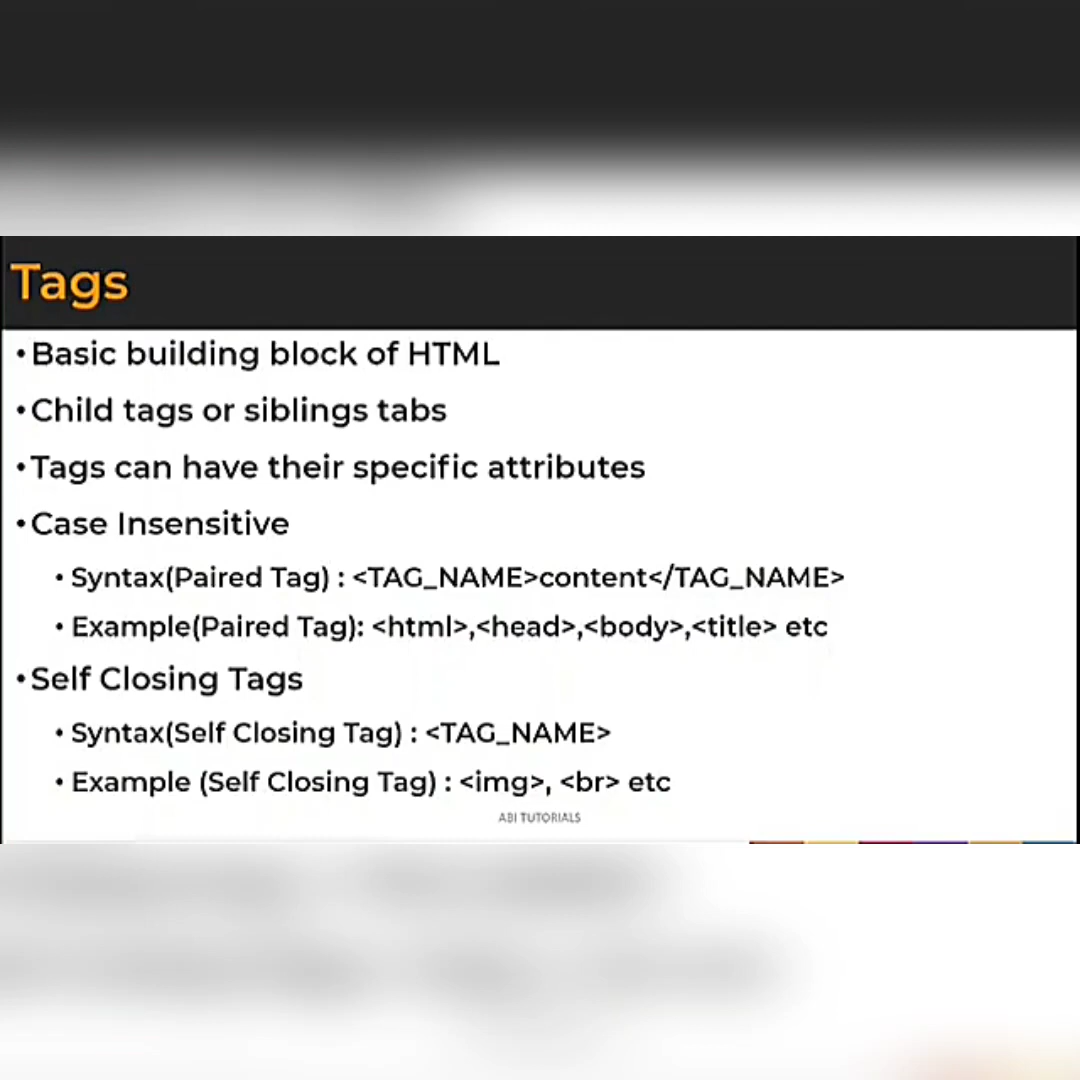 Tags
•Basic building block of HTML
•Child tags or siblings tabs
•Tags can have their specific attributes
•Case Insensitive
•Syntax(Paired Tag) : <TAG_NAME>content</TAG_NAME>
•Example(Paired Tag): <html>,<head>,<body>,<title> etc
•Self Closing Tags
•Syntax(Self Closing Tag) : <TAG_NAME>
•Example (Self Closing Tag) : <img>, <br> etc
ABI TUTORIALS